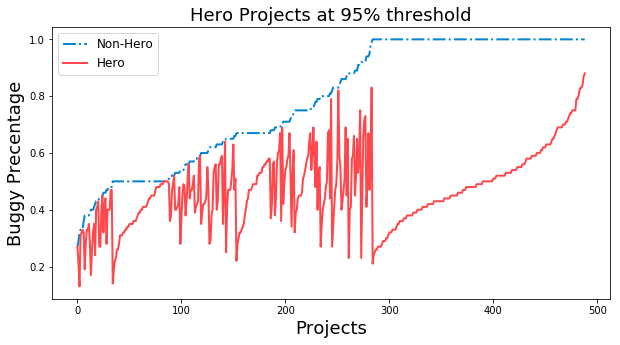 Hero Projects at 95% threshold
Non-Hero
Hero
Buggy Precentage
1.0
0.8
0.6
0.4
0.2
0
100
200
300
400
500
Projects